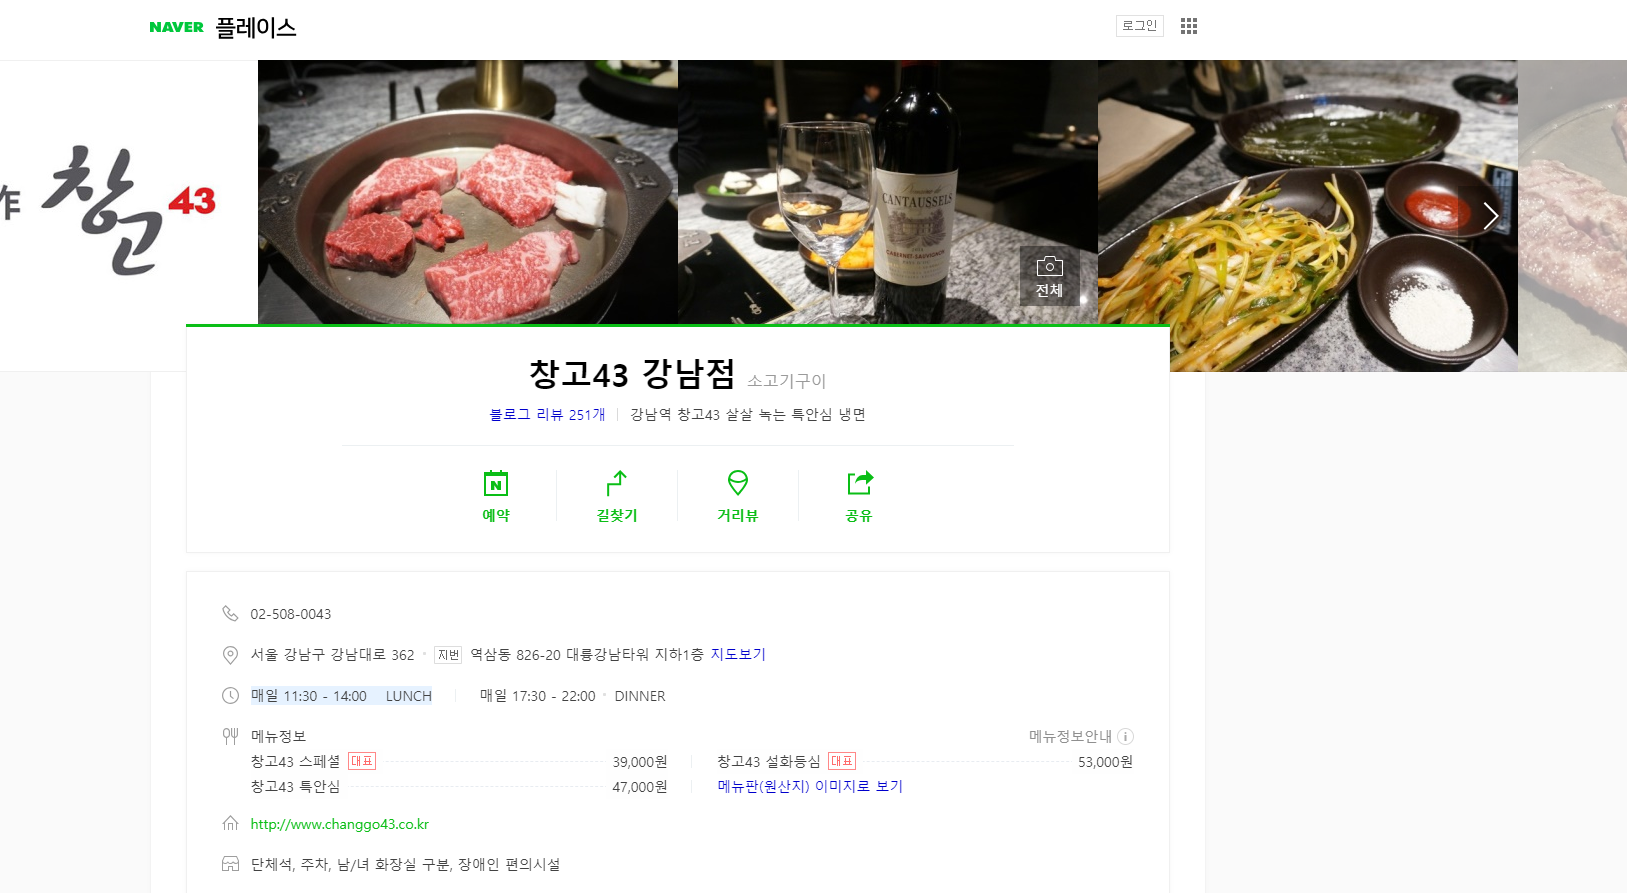 NAVER 플레이스
로그인
作 창고 43
CANTAUSSELS
CABERNET-SAUVIGNON
전체
창고43 강남점 소고기구이
블로그 리뷰 251개 강남역 창고43 살살 녹는 특안심 냉면
예약 길찾기 거리뷰 공유
02-508-0043
서울 강남구 강남대로 362 지번 역삼동 826-20 대륭강남타워 지하1층 지도보기
매일 11:30 - 14:00 LUNCH 매일 17:30 - 22:00 DINNER
메뉴정보 메뉴정보안내
창고43 스페셜 대표 39,000원 창고43 설화등심 대표 53,000원
창고43 특안심 47,000원 메뉴판(원산지) 이미지로 보기
http://www.changgo43.co.kr
단체석, 주차, 남/녀 화장실 구분, 장애인 편의시설